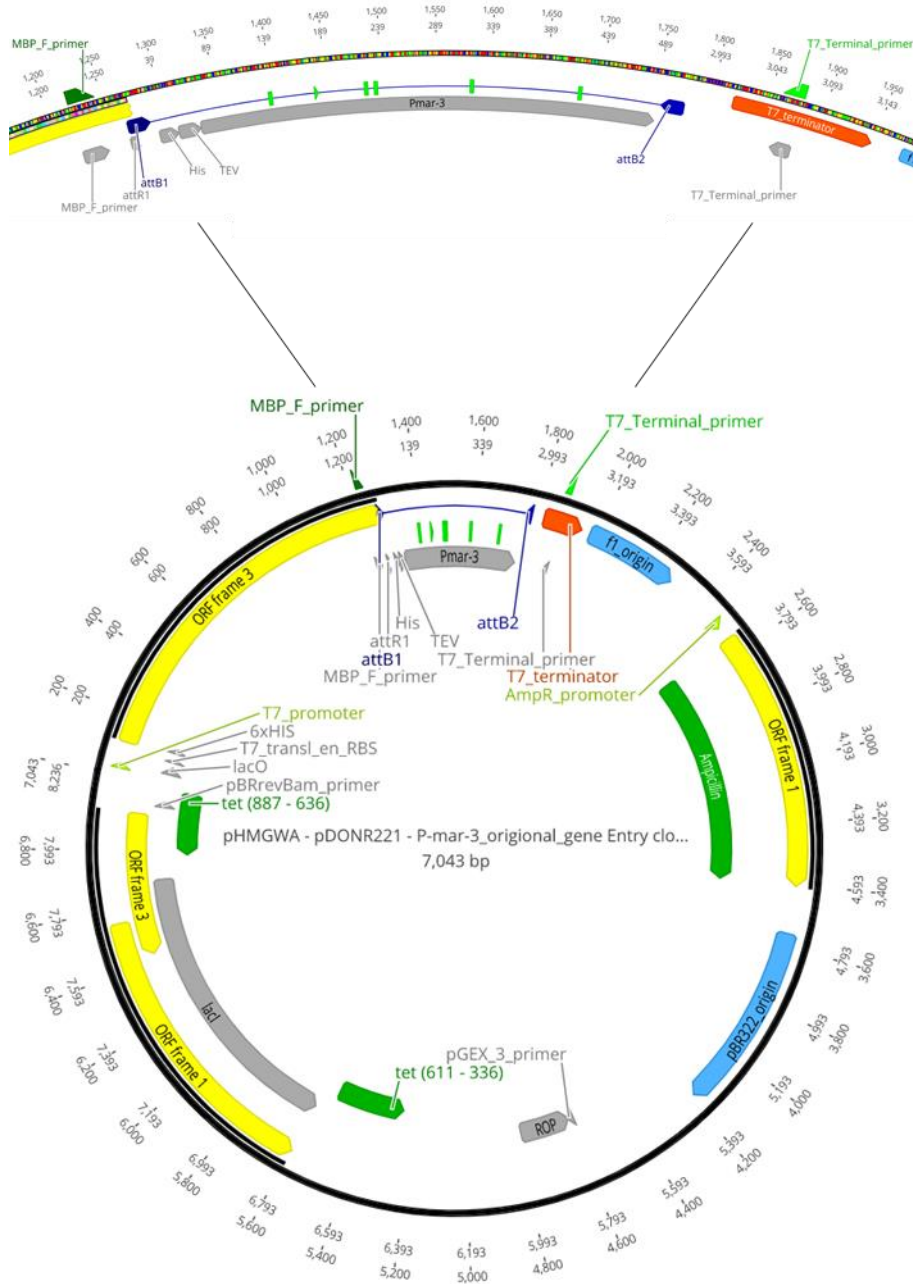 MBP_F_primer
1,200
1,200
1,250
1,250
1,300
39
1,350
89
1,400
139
1,450
189
1,500
239
1,550
289
1,600
339
1,650
389
1,700
439
1,750
489
1,800
2,993
1,850
3,043
1,900
3,093
1,950
3,143
T7_Terminal_primer
Pmar-3
attB2
T7_terminator
His
TEV
attB1
attR1
MBP_F_primer
T7_Terminal_primer
MBP_F_primer
T7_Terminal_primer
200
200
400
400
600
600
800
800
1,000
1,000
1,200
1,200
1,400
139
1,600
339
1,800
2,993
2,000
3,193
2,200
3,393
2,400
3,593
2,600
3,793
2,800
3,993
3,000
4,193
3,200
4,393
3,400
4,593
3,600
4,793
3,800
4,993
4,000
5,193
4,200
5,393
4,400
5,593
4,600
5,793
4,800
5,993
5,000
6,193
5,200
6,393
5,400
6,593
5,600
6,793
5,800
6,993
6,000
7,193
6,200
7,393
6,400
7,593
6,600
7,793
6,800
7,993
7,043
8,236
ORF frame 3
Pmar-3
f1_origin
His
attR1
TEV
attB2
attB1
T7_Terminal_primer
MBP_F_primer
T7_terminator
AmpR_promoter
T7_promoter
6xHIS
T7_transl_en_RBS
lacO
pBRrevBam_primer
tet (887 - 636)
Ampicillin
ORF frame 1
pHMGWA - pDONR221 - P-mar-3_origional_gene Entry clo...
7,043 bp
ORF frame 3
lacI
ORF frame 1
pBR322_origin
pGEX_3_primer
tet (611 - 336)
ROP